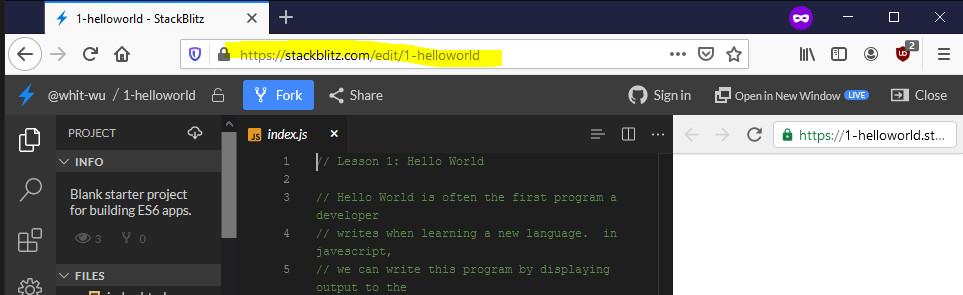 1-helloworld - StackBlitz
https://stackblitz.com/edit/1-helloworld
2
@whit-wu / 1-helloworld
Fork
Share
Sign in
Open in New Window LIVE
Close
PROJECT
INFO
Blank starter project
for building ES6 apps.
3 0
FILES
JS index.js
1 // Lesson 1: Hello World
2
3 // Hello World is often the first program a
developer
4 // writes when learning a new language.  in
javescript,
5 // we can write this program by displaying
output to the
https://1-helloworld.st...